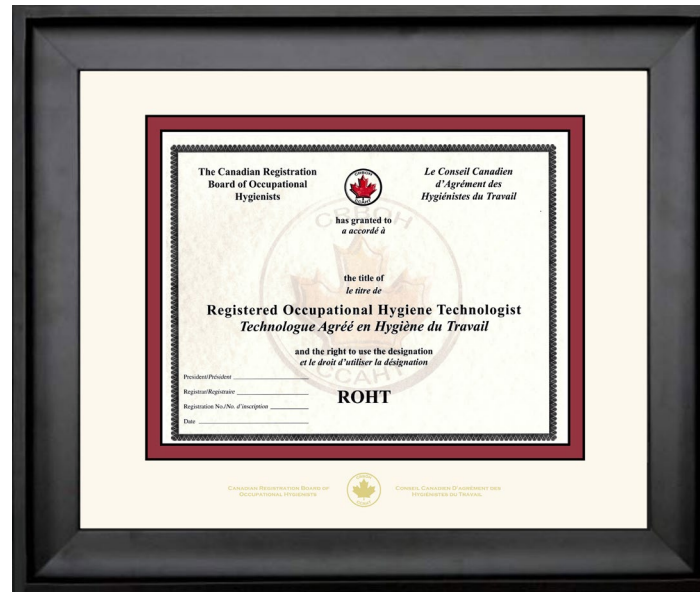 The Canadian Registration
Board of Occupational
Hygienists
Le Conseil Canadien
d'Agrément des
Hygiénistes du Travail
has granted to
a accordé à
CRBOH
the title of
le titre de
Registered Occupational Hygiene Technologist
Technologue Agréé en Hygiène du Travail
and the right to use the designation
et le droit d'utiliser la désignation
CCAHT
President/Président
Registrar/Registraire
Registration No./No. d'inscription
Date
ROHT
Canadian Registration Board of
Occupational Hygienists
Conseil Canadien D'agrément des
Hygiénistes du Travail